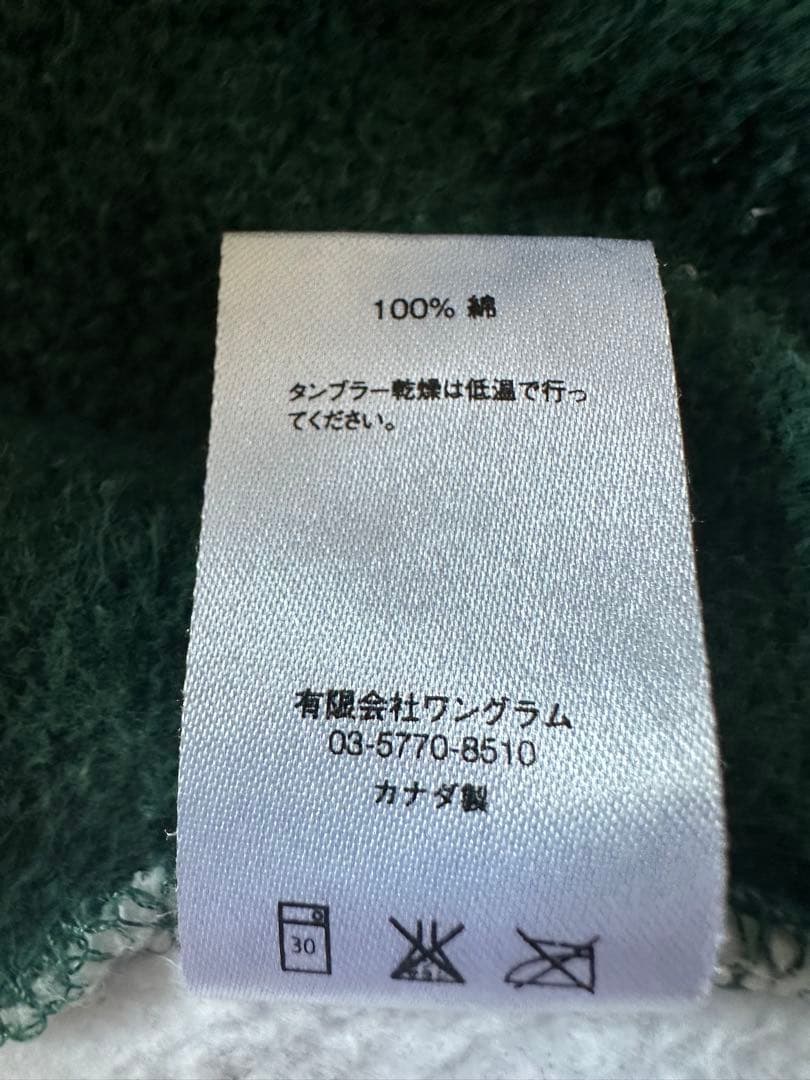 100% 綿
タンブラー乾燥は低温で行っ
てください。
有限会社ワングラム
03-5770-8510
カナダ製
30